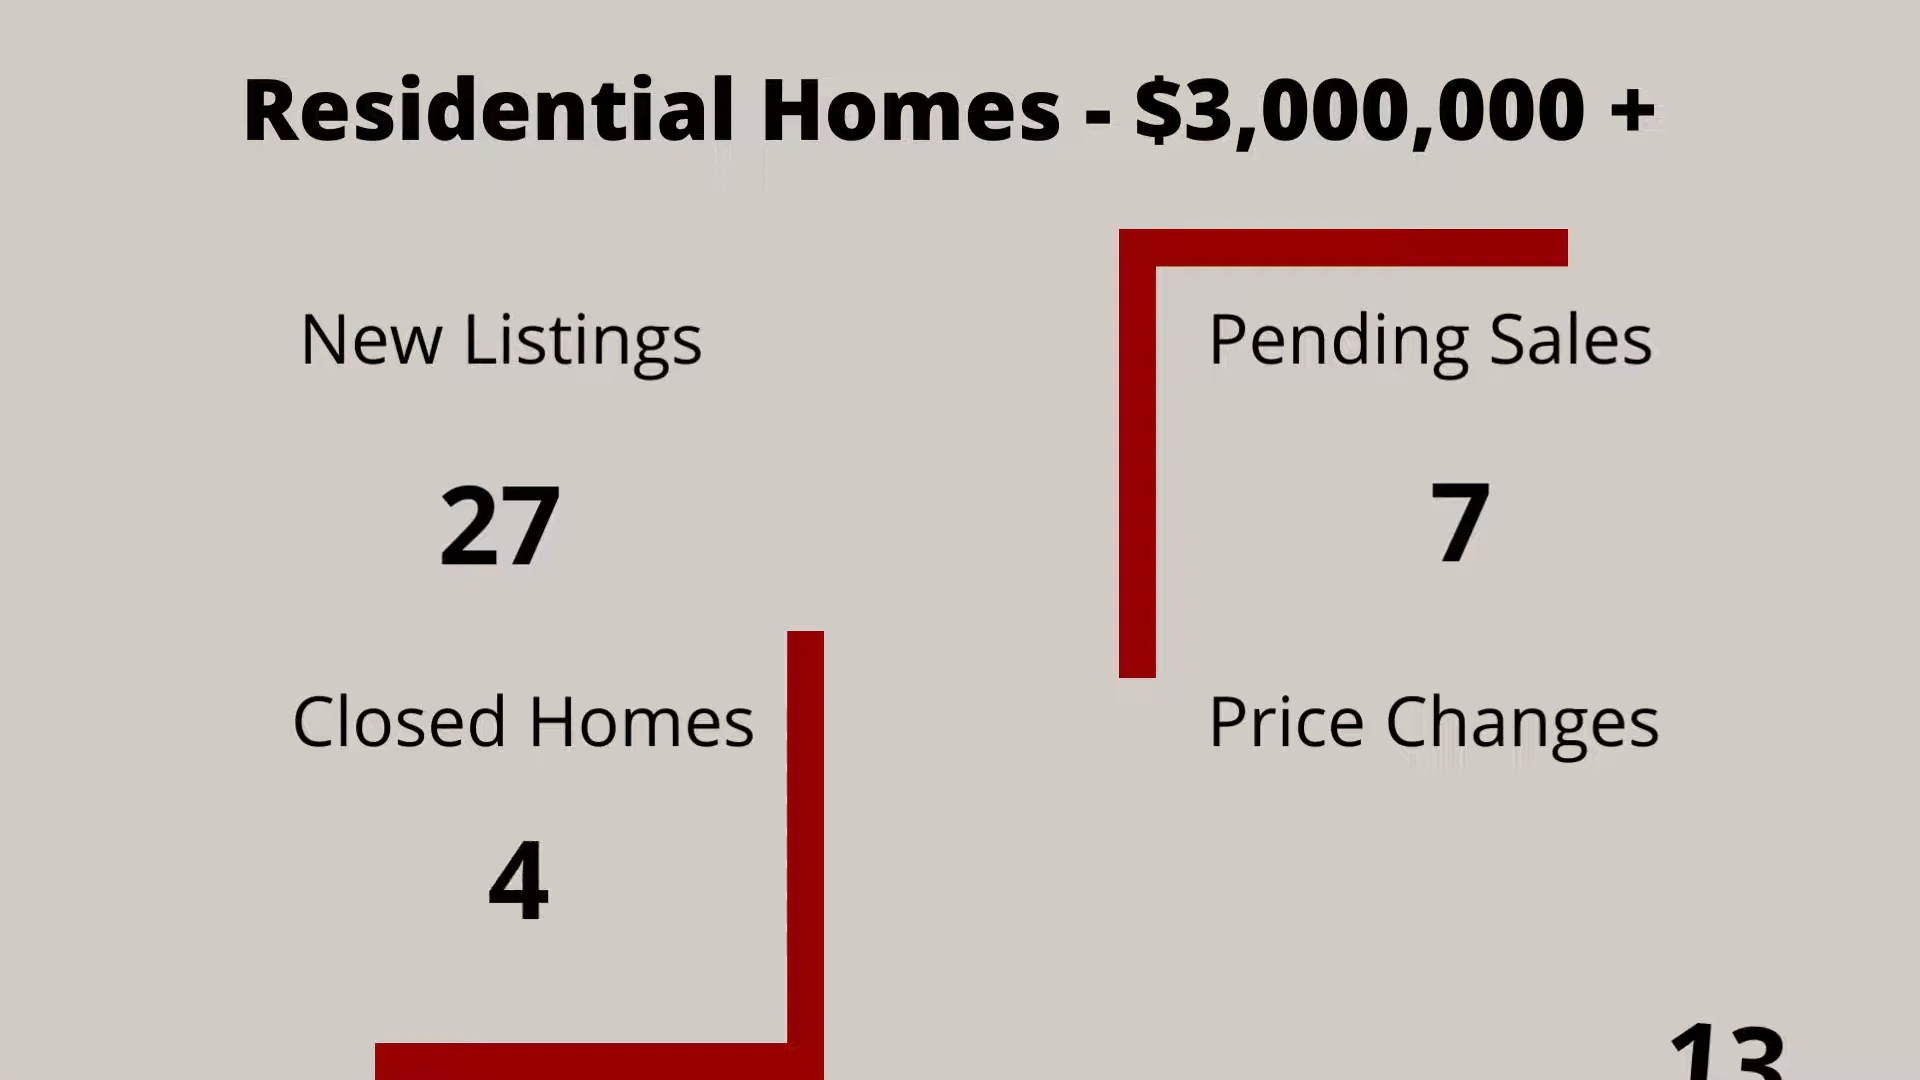 Residential Homes - $3,000,000 +
New Listings
Pending Sales
27
7
Closed Homes
Price Changes
4
13